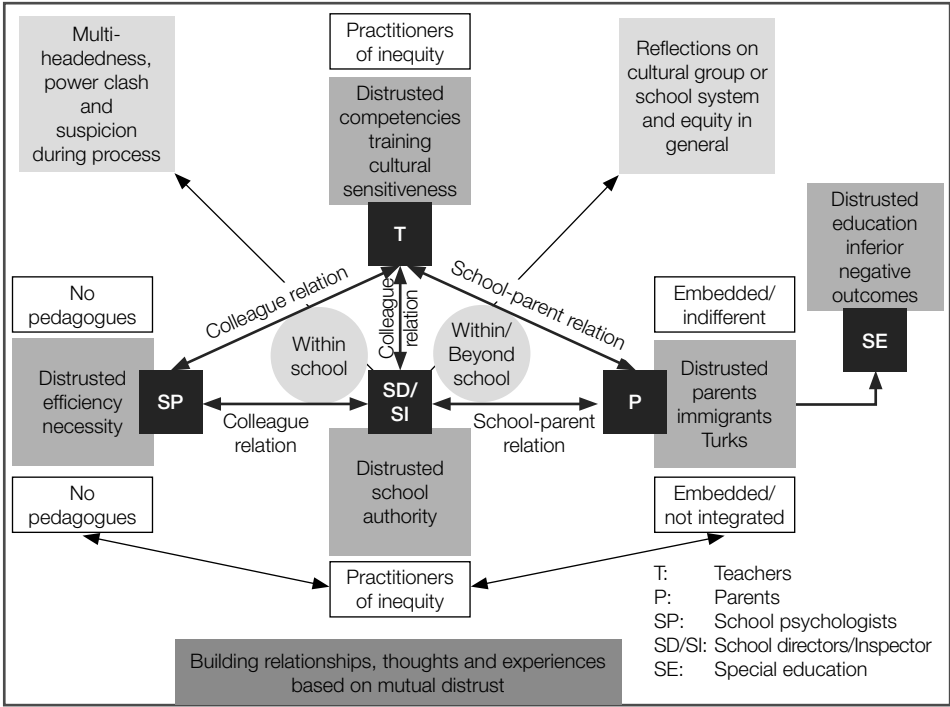 Multi-
headedness,
power clash
and
suspicion
during process
Practitioners
of inequity
Distrusted
competencies
training
cultural
sensitiveness
T
Reflections on
cultural group or
school system
and equity in
general
Distrusted
education
inferior
negative
outcomes
SE
No
pedagogues
Colleague relation
Colleague
relation
School-parent relation
Embedded/
indifferent
Within
school
Within/
Beyond
school
Distrusted
efficiency
necessity
SP
Colleague
relation
SD/
SI
School-parent
relation
P
Distrusted
parents
immigrants
Turks
Distrusted
school
authority
No
pedagogues
Embedded/
not integrated
Practitioners
of inequity
T: Teachers
P: Parents
SP: School psychologists
SD/SI: School directors/Inspector
SE: Special education
Building relationships, thoughts and experiences
based on mutual distrust